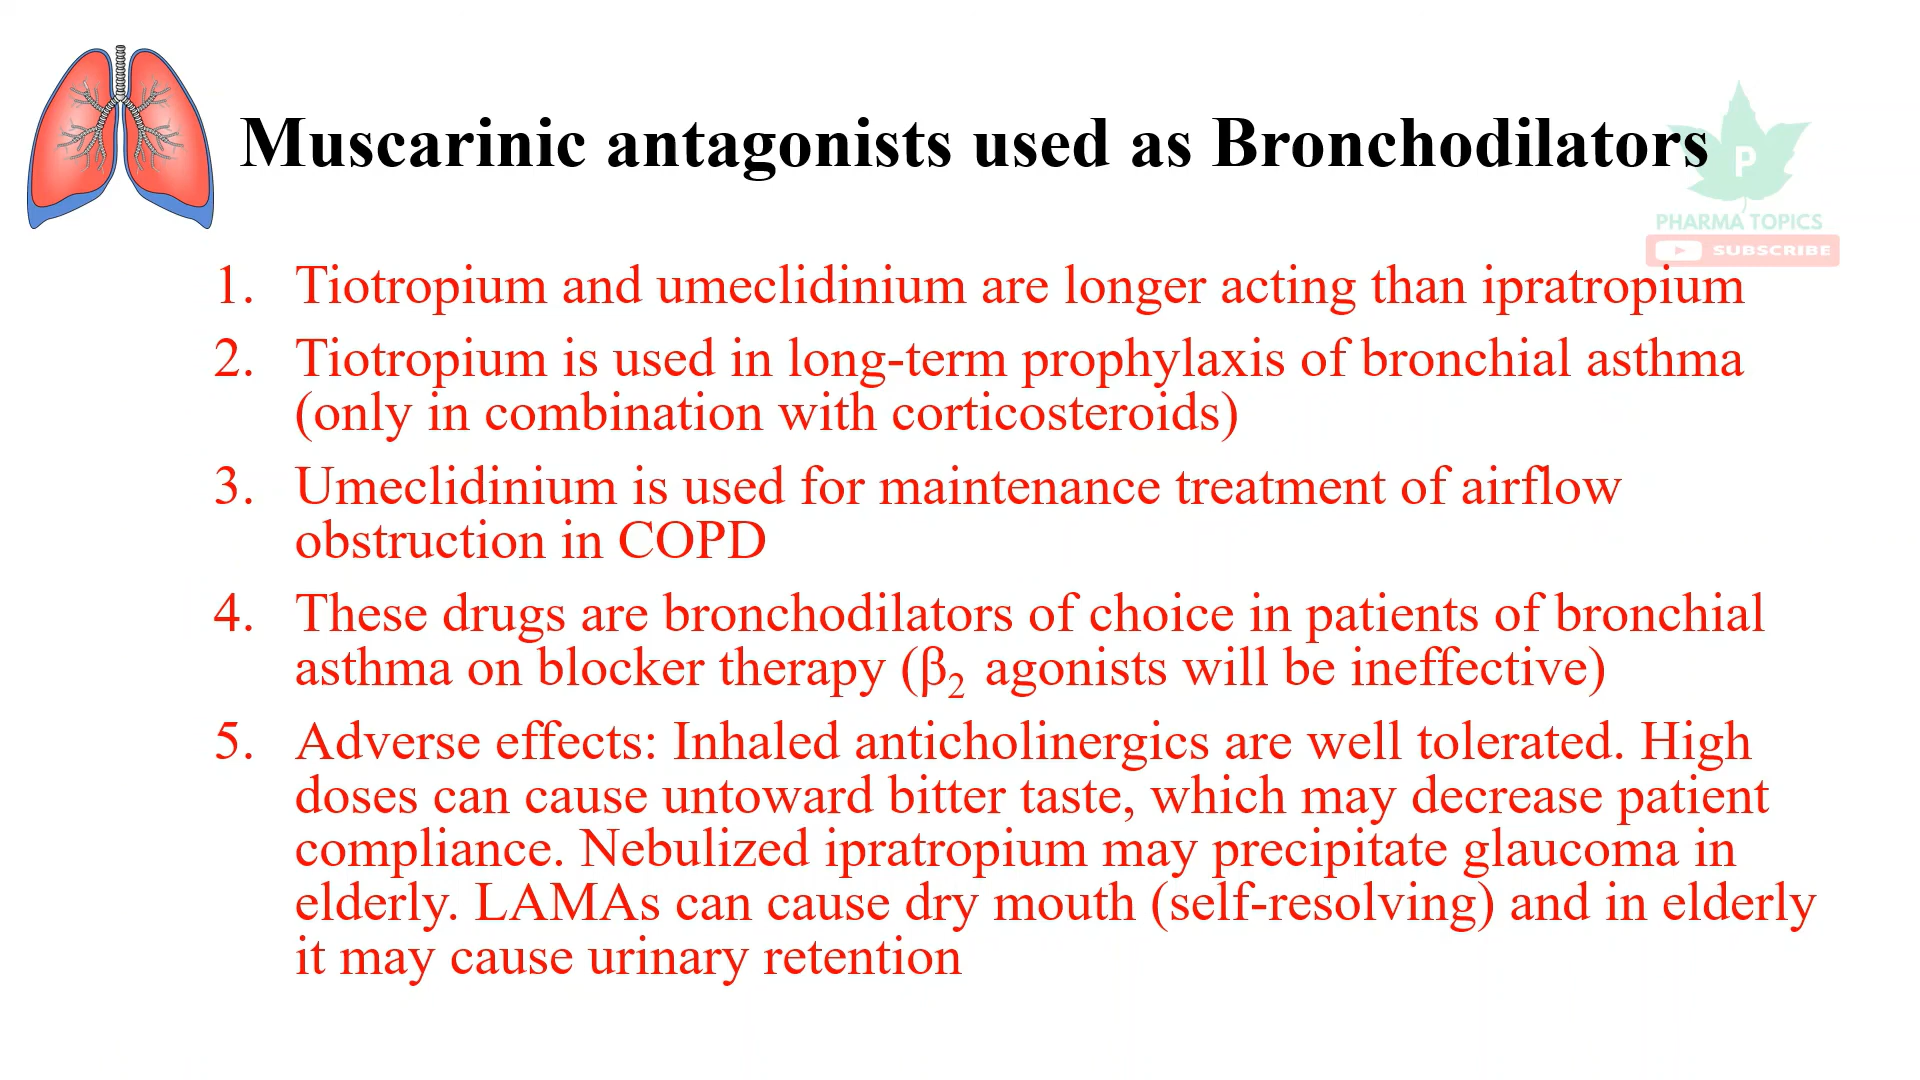 Muscarinic antagonists used as Bronchodilators
P
PHARMA TOPICS
SUBSCRIBE
1. Tiotropium and umeclidinium are longer acting than ipratropium
2. Tiotropium is used in long-term prophylaxis of bronchial asthma
(only in combination with corticosteroids)
3. Umeclidinium is used for maintenance treatment of airflow
obstruction in COPD
4. These drugs are bronchodilators of choice in patients of bronchial
asthma on blocker therapy (β₂ agonists will be ineffective)
5. Adverse effects: Inhaled anticholinergics are well tolerated. High
doses can cause untoward bitter taste, which may decrease patient
compliance. Nebulized ipratropium may precipitate glaucoma in
elderly. LAMAs can cause dry mouth (self-resolving) and in elderly
it may cause urinary retention